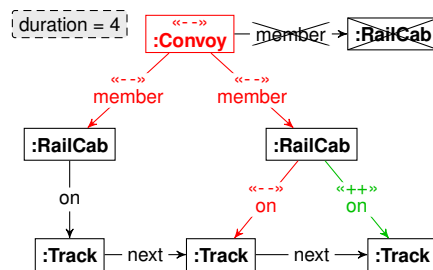 duration = 4
«--»
:Convoy
member
:RailCab
«--»
member
«--»
member
:RailCab
:RailCab
on
«--»
on
«++»
on
:Track
next
:Track
next
:Track